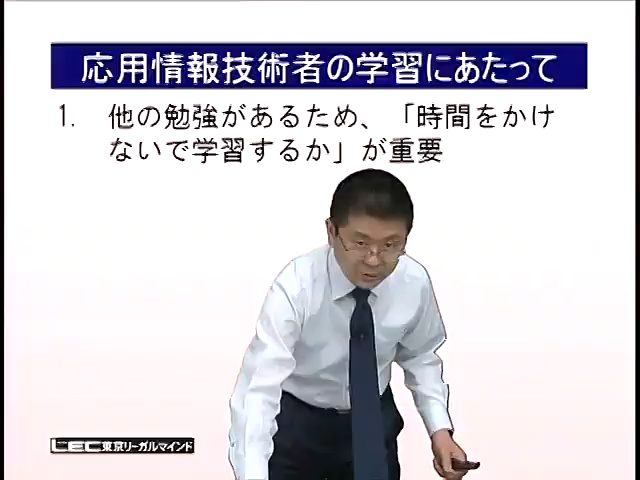 応用情報技術者の学習にあたって
1. 他の勉強があるため、「時間をかけ
ないで学習するか」が重要
LEC東京リーガルマインド